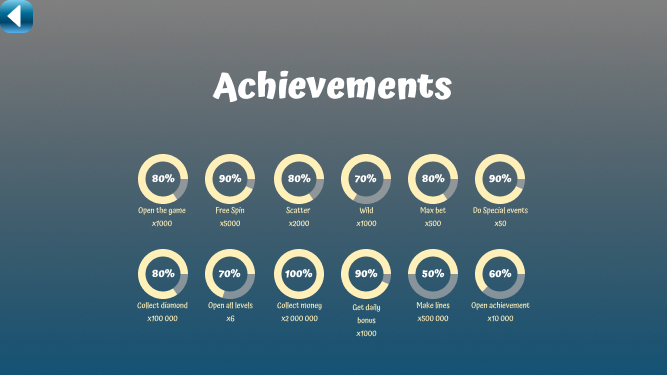 Achievements
80% 90% 80% 70% 80% 90%
Open the game Free Spin Scatter Wild Max bet Do Special events
x1000 x5000 x2000 x1000 x500 x50
80% 70% 100% 90% 50% 60%
Collect diamond Open all levels Collect money Get daily bonus Make lines Open achievement
x100 000 x6 x2 000 000 x1000 x500 000 x10 000